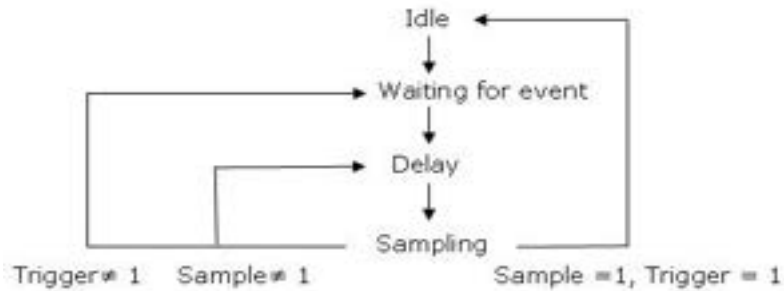 Idle
Waiting for event
Delay
Sampling
Trigger≠ 1 Sample≠ 1 Sample =1, Trigger = 1